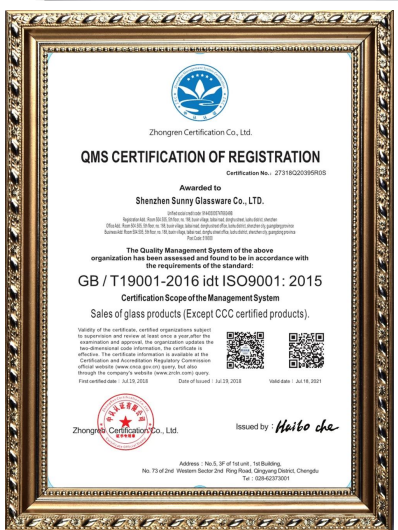 Zhongren Certification Co., Ltd.
QMS CERTIFICATION OF REGISTRATION
Certification No.: 27318Q20395R0S
Awarded to
Shenzhen Sunny Glassware Co., LTD.
The Quality Management System of the above
organization has been assessed and found to be in accordance with
the requirements of the standard:
GB / T19001-2016 idt ISO9001: 2015
Certification Scope of the Management System
Sales of glass products (Except CCC certified products).
Validity of the certificate, certified organizations subject
to supervision and review at least once a year, after the
examination and approval, the organization updates the
two-dimensional code information, the certificate is
effective. The certificate information is available at the
Certification and Accreditation Regulatory Commission
official website (www.cnca.gov.cn) query, but also
through the company's website (www.zrcln.com) query.
First certified date : Jul.19, 2018
Date of Issued : Jul.19, 2018
Valid date : Jul.18, 2021
Zhongren Certification Co., Ltd.
Issued by : Haibo che
Address : No.5, 3F of 1st unit, 1st Building,
No. 73 of 2nd Western Sector 2nd Ring Road, Qingyang District, Chengdu
Tel : 028-62373001